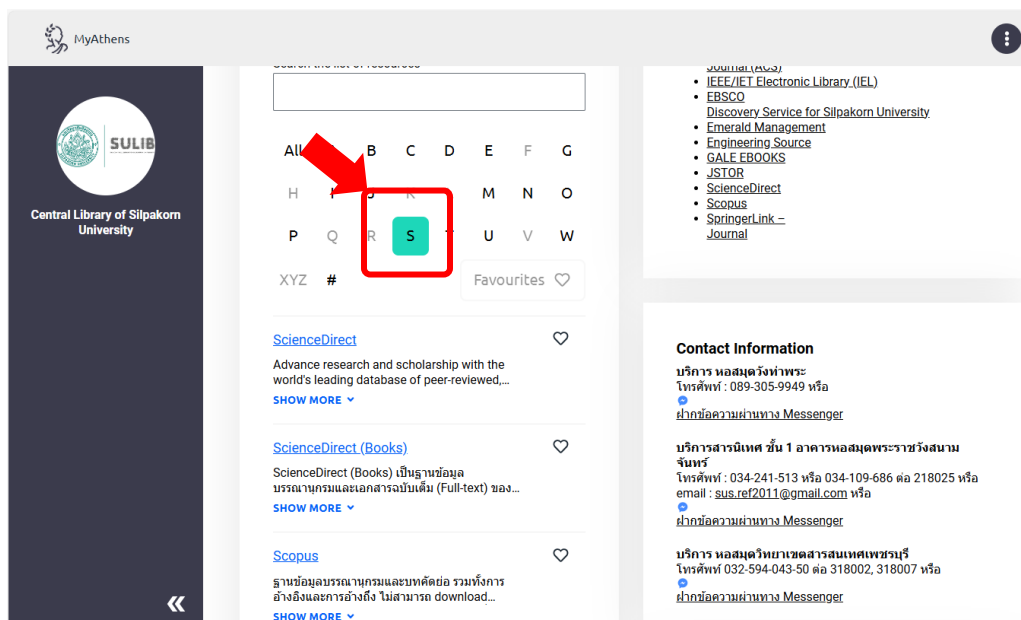 MyAthens
SULIB
Central Library of Silpakorn
University
Search the list of resources
All B C D E F G
H I J K M N O
P Q R S T U V W
XYZ # Favourites
ScienceDirect
Advance research and scholarship with the
world's leading database of peer-reviewed,...
SHOW MORE
ScienceDirect (Books)
ScienceDirect (Books) เป็นฐานข้อมูล
บรรณานุกรมและเอกสารฉบับเต็ม (Full-text) ของ...
SHOW MORE
Scopus
ฐานข้อมูลบรรณานุกรมและบทคัดย่อ รวมทั้งการ
อ้างอิงและการอ้างถึง ไม่สามารถ download...
SHOW MORE
Journal (ACS)
IEEE/IET Electronic Library (IEL)
EBSCO
Discovery Service for Silpakorn University
Emerald Management
Engineering Source
GALE EBOOKS
JSTOR
ScienceDirect
Scopus
SpringerLink –
Journal
Contact Information
บริการ หอสมุดวังท่าพระ
โทรศัพท์ : 089-305-9949 หรือ
ฝากข้อความผ่านทาง Messenger
บริการสารนิเทศ ชั้น 1 อาคารหอสมุดพระราชวังสนาม
จันทร์
โทรศัพท์ : 034-241-513 หรือ 034-109-686 ต่อ 218025 หรือ
email : sus.ref2011@gmail.com หรือ
ฝากข้อความผ่านทาง Messenger
บริการ หอสมุดวิทยาเขตสารสนเทศเพชรบุรี
โทรศัพท์ 032-594-043-50 ต่อ 318002, 318007 หรือ
ฝากข้อความผ่านทาง Messenger